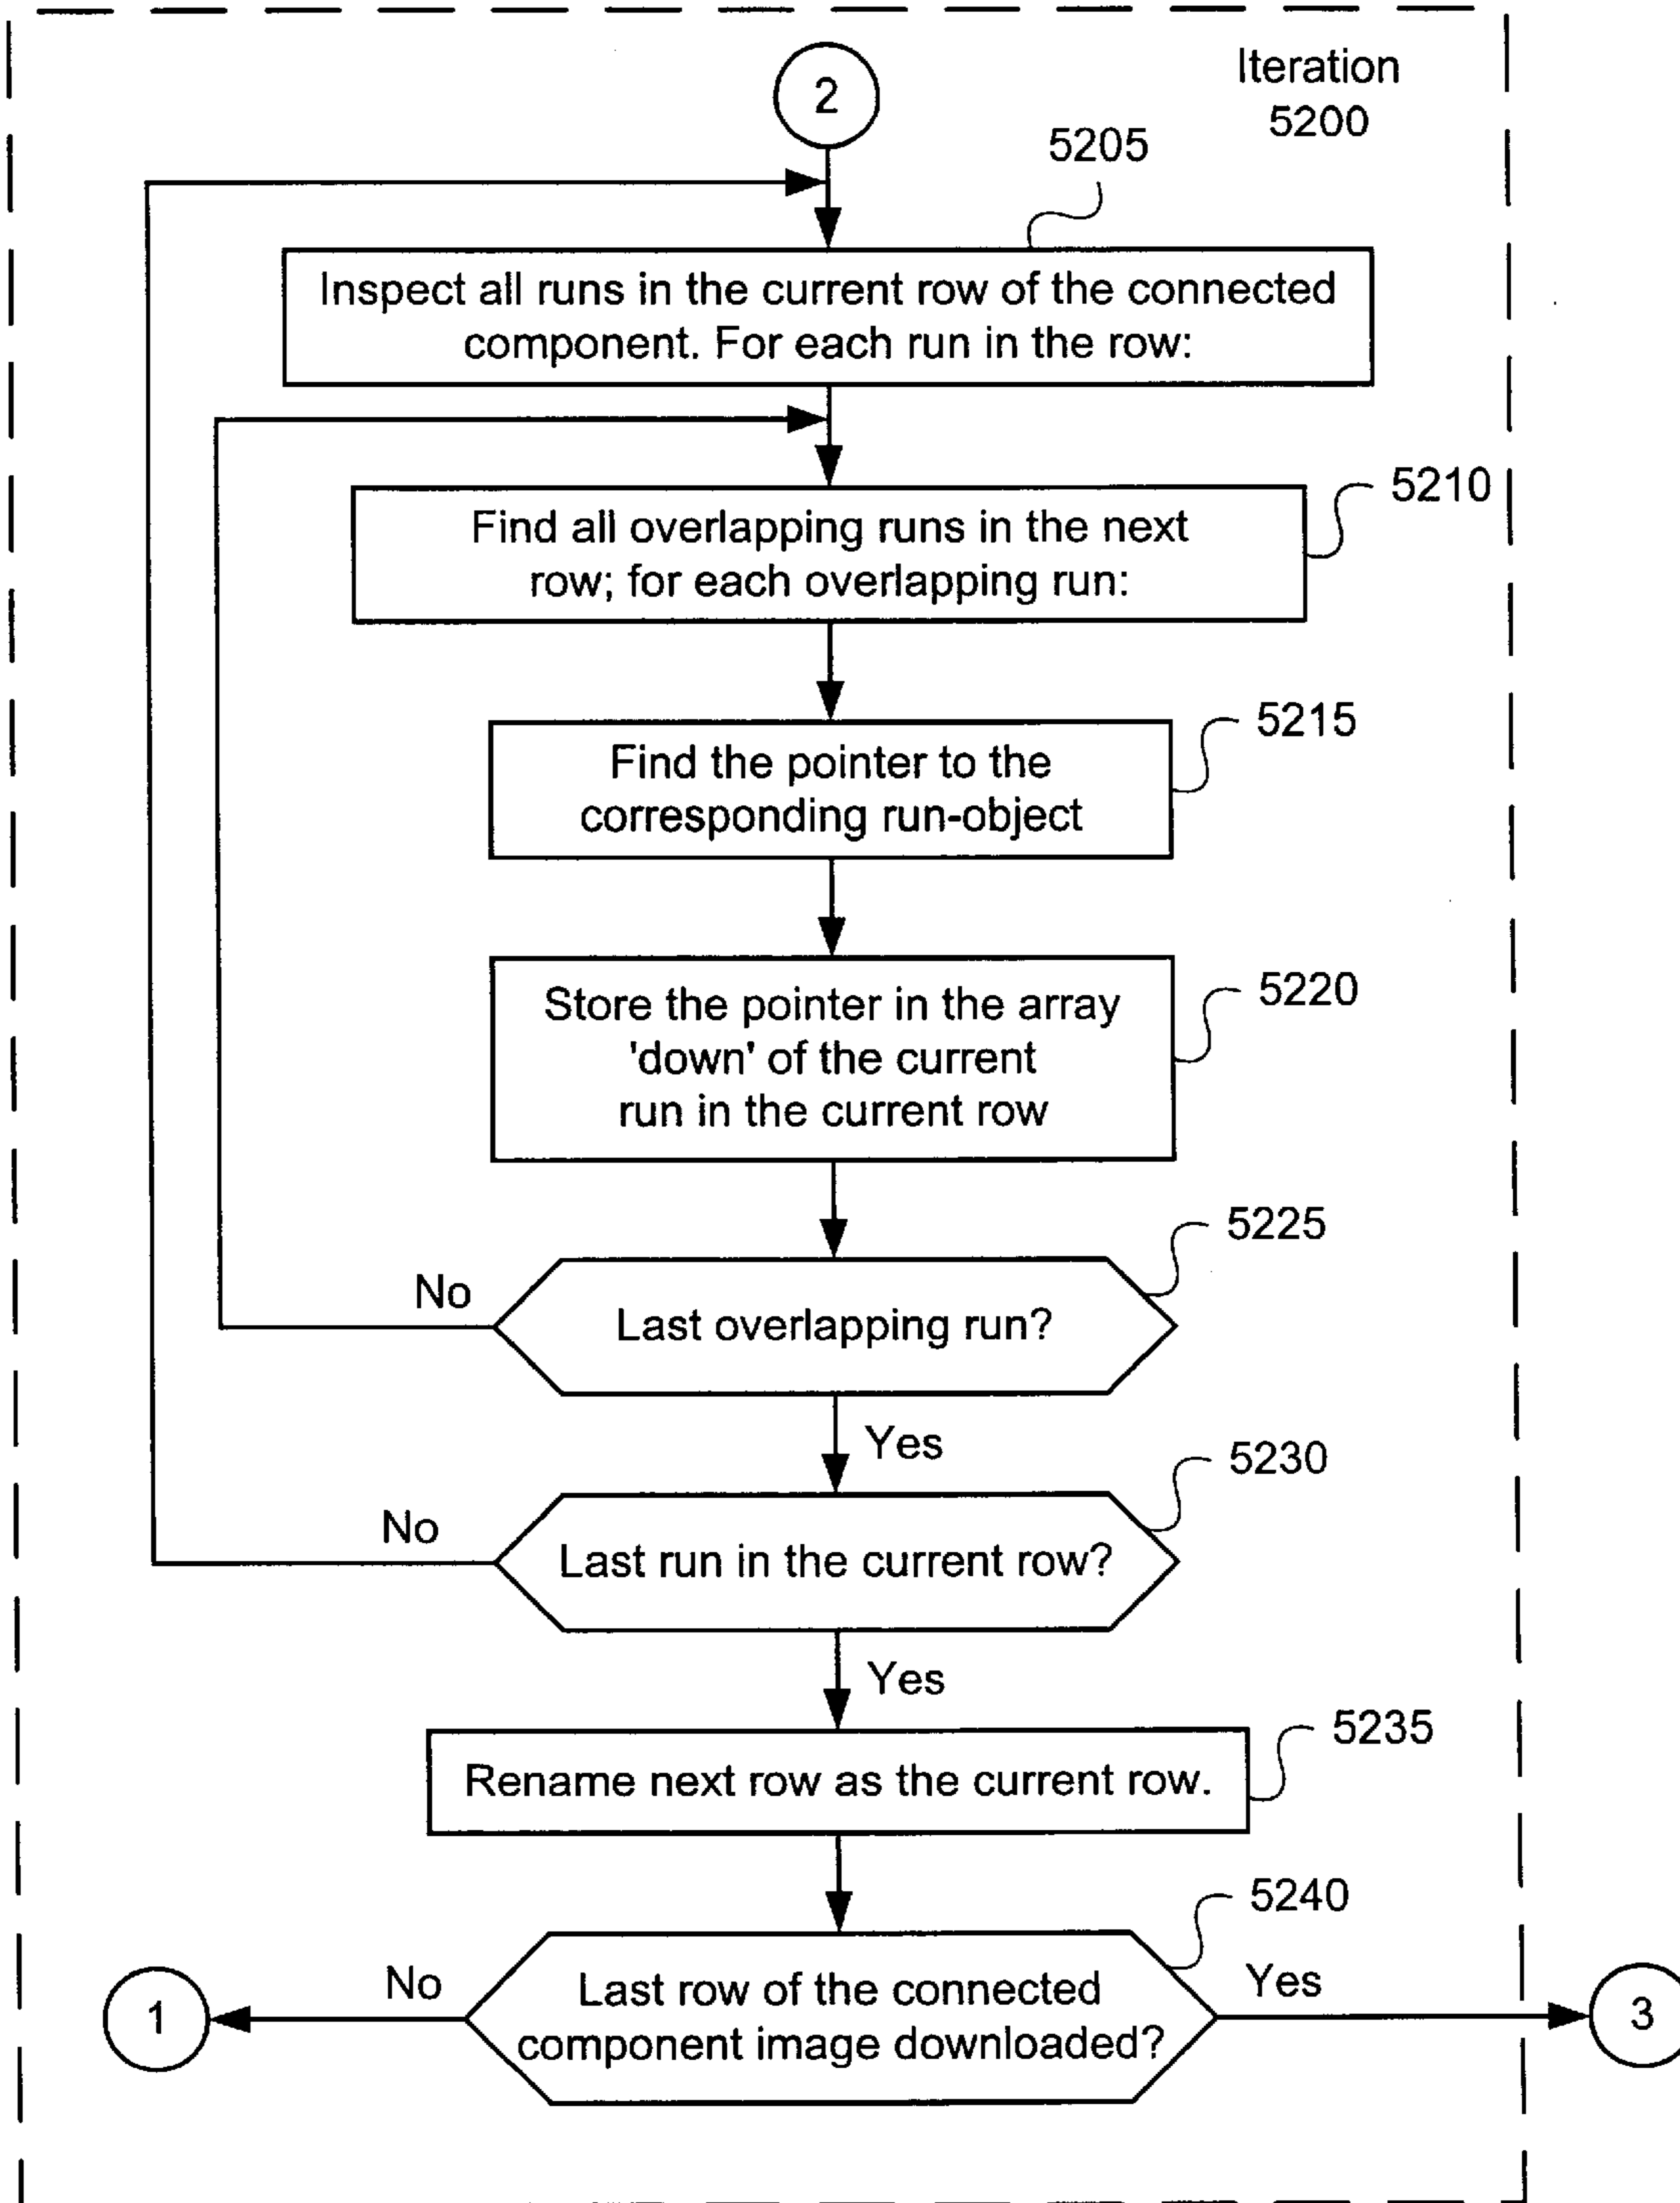 Iteration
5200
2
5205
Inspect all runs in the current row of the connected
component. For each run in the row:
5210
Find all overlapping runs in the next
row; for each overlapping run:
5215
Find the pointer to the
corresponding run-object
5220
Store the pointer in the array
'down' of the current
run in the current row
5225
No
Last overlapping run?
Yes
5230
No
Last run in the current row?
Yes
5235
Rename next row as the current row.
5240
1
No
Last row of the connected
component image downloaded?
Yes
3